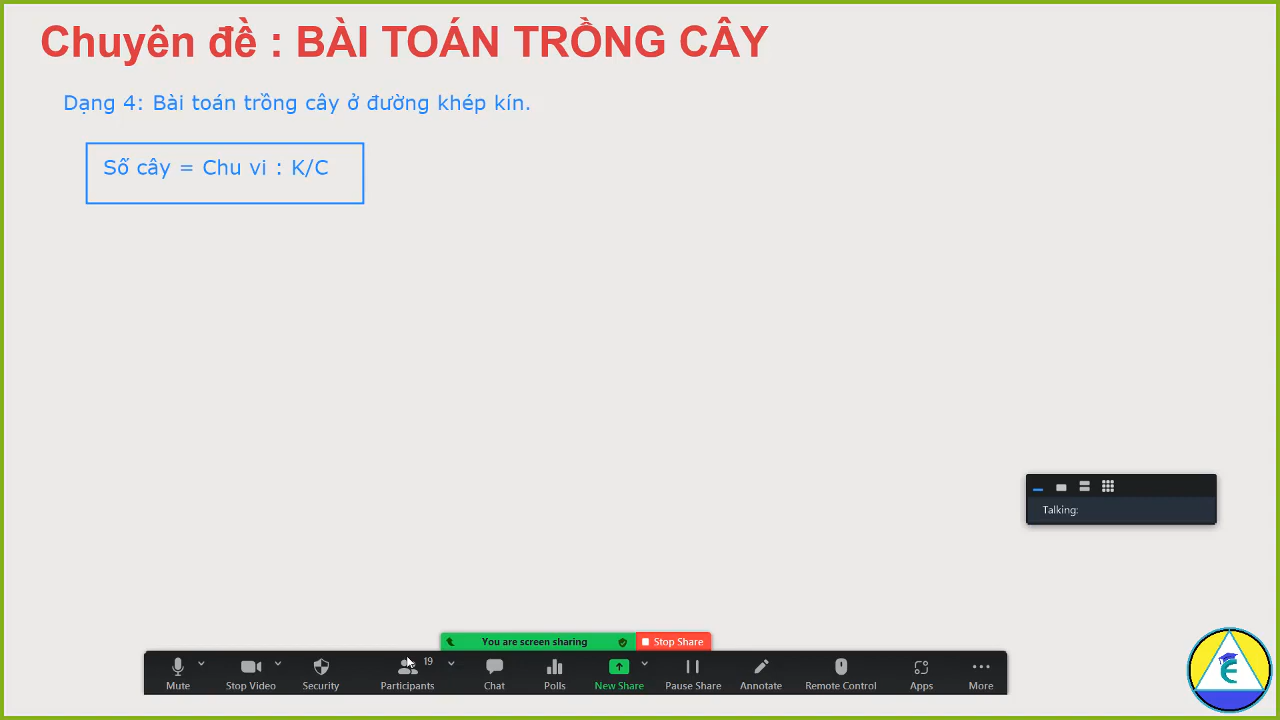 Chuyên đề : BÀI TOÁN TRỒNG CÂY
Dạng 4: Bài toán trồng cây ở đường khép kín.
Số cây = Chu vi : K/C
Talking:
You are screen sharing
Stop Share
19
Mute
Stop Video
Security
Participants
Chat
Polls
New Share
Pause Share
Annotate
Remote Control
Apps
More